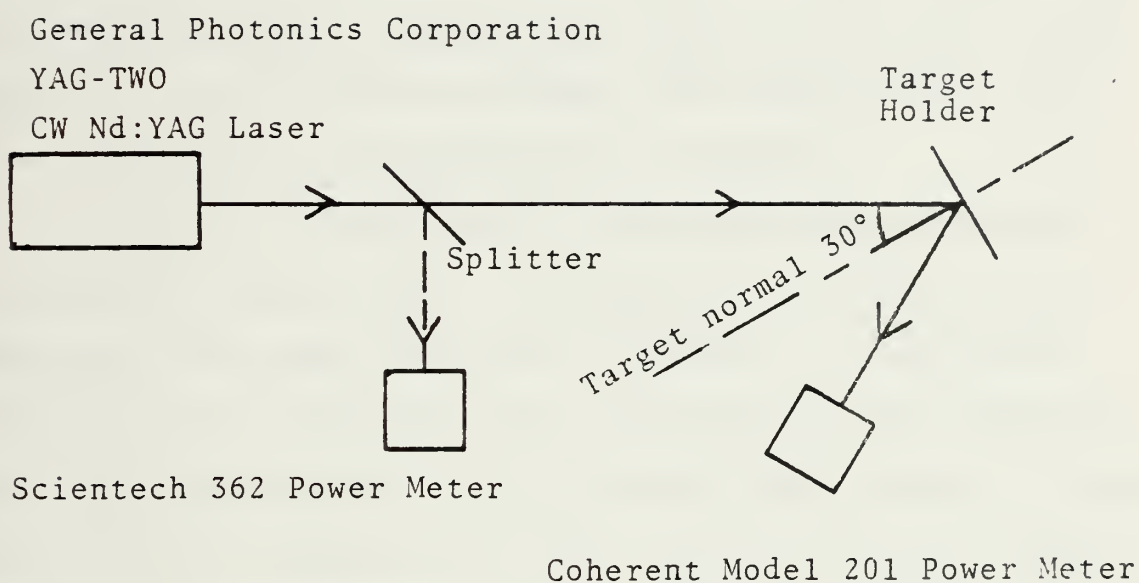 General Photonics Corporation
YAG-TWO
CW Nd:YAG Laser
Target
Holder
Splitter
Target normal 30°
Scientech 362 Power Meter
Coherent Model 201 Power Meter